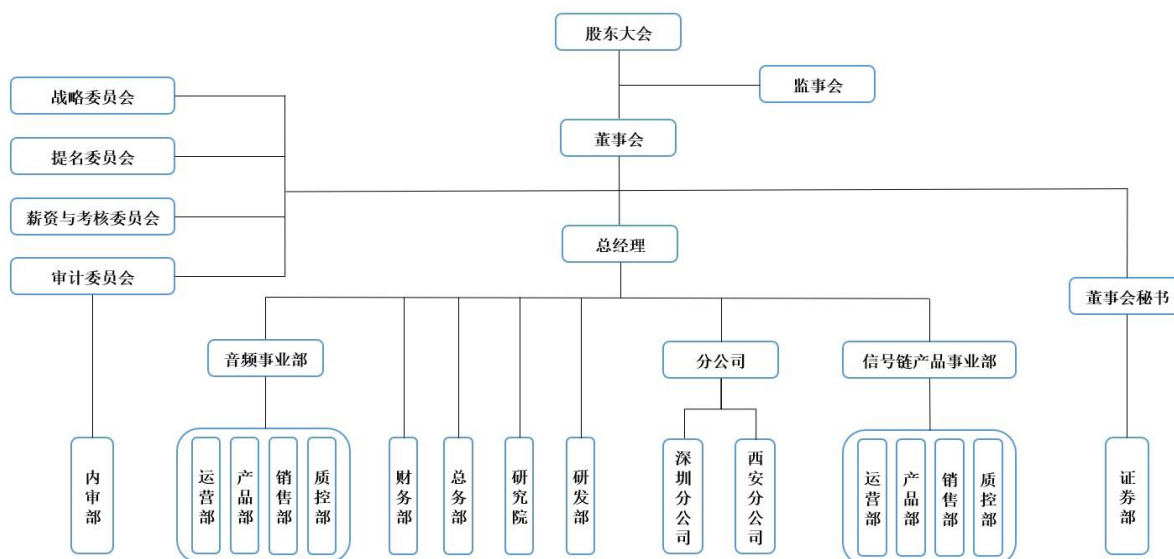 股东大会
监事会
战略委员会
董事会
提名委员会
薪资与考核委员会
总经理
审计委员会
董事会秘书
音频事业部
分公司
信号链产品事业部
内审部
运营部
产品部
销售部
质控部
财务部
总务部
研究院
研发部
深圳分公司
西安分公司
运营部
产品部
销售部
质控部
证券部